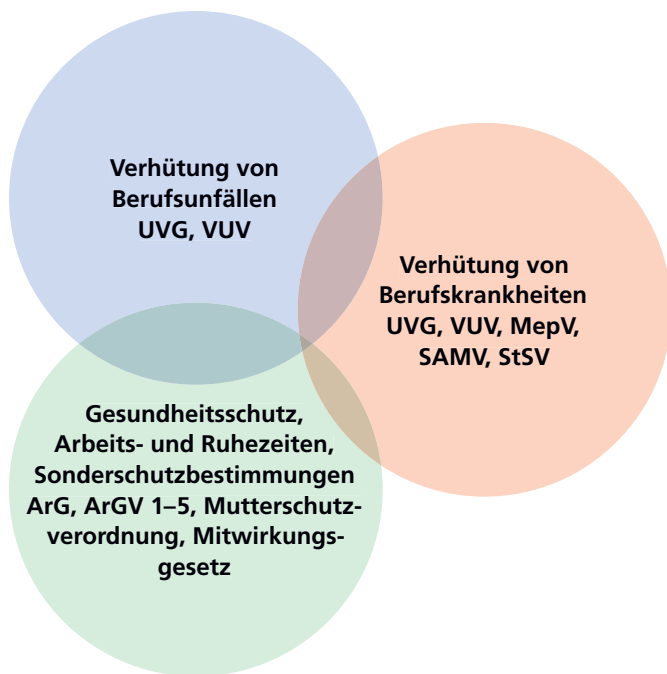 Verhütung von
Berufsunfällen
UVG, VUV
Verhütung von
Berufskrankheiten
UVG, VUV, MepV,
SAMV, StSV
Gesundheitsschutz,
Arbeits- und Ruhezeiten,
Sonderschutzbestimmungen
ArG, ArGV 1–5, Mutterschutz-
verordnung, Mitwirkungs-
gesetz